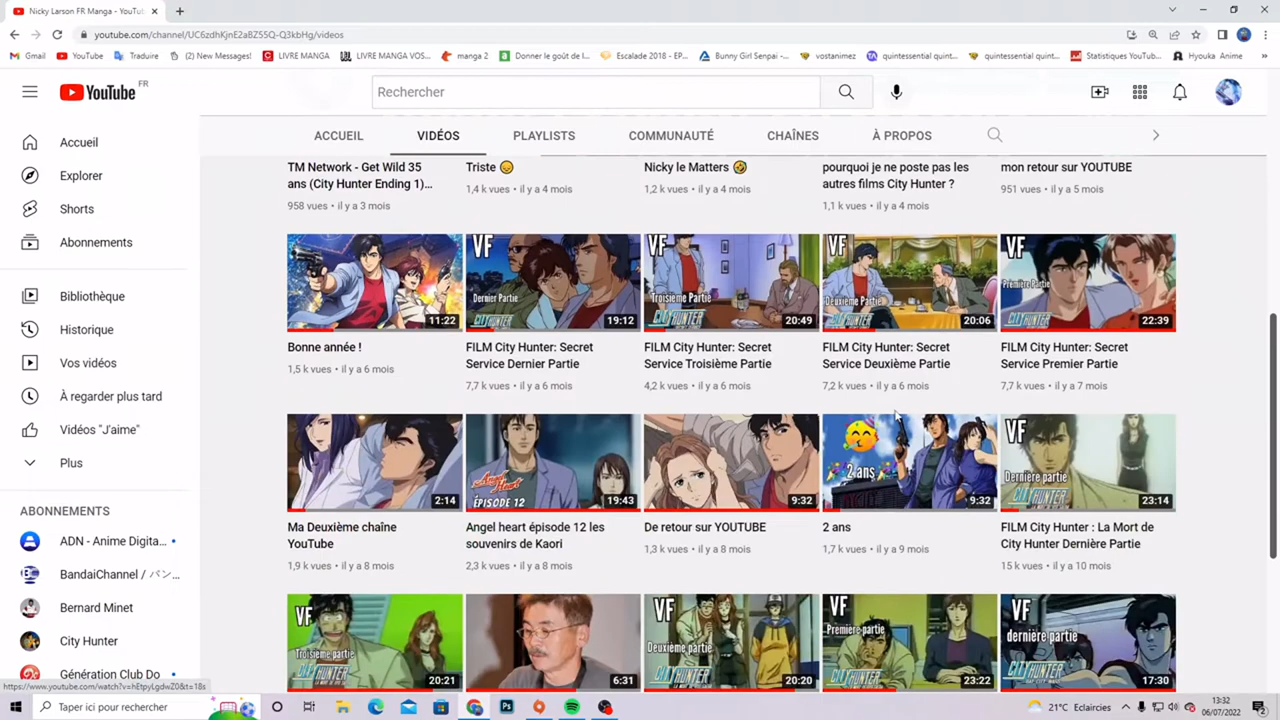 Nicky Larson FR Manga - YouTub
youtube.com/channel/UC6zdhKjnE2aBZ55Q-Q3kbHg/videos
Gmail
YouTube
Traduire
(2) New Messages!
LIVRE MANGA
LIVRE MANGA VOS...
manga 2
Donner le goût de l...
Escalade 2018 - EP...
Bunny Girl Senpai -...
vostanimez
quintessential quint...
quintessential quint...
Statistiques YouTub...
Hyouka Anime
YouTube FR
Rechercher
ACCUEIL
VIDÉOS
PLAYLISTS
COMMUNAUTÉ
CHAÎNES
À PROPOS
Accueil
Explorer
Shorts
Abonnements
Bibliothèque
Historique
Vos vidéos
À regarder plus tard
Vidéos "J'aime"
Plus
ABONNEMENTS
ADN - Anime Digita...
BandaiChannel / バン...
Bernard Minet
City Hunter
Génération Club Do
TM Network - Get Wild 35
ans (City Hunter Ending 1)...
958 vues • il y a 3 mois
Triste 😞
1,4 k vues • il y a 4 mois
Nicky le Matters 🤣
1,2 k vues • il y a 4 mois
pourquoi je ne poste pas les
autres films City Hunter ?
1,1 k vues • il y a 4 mois
mon retour sur YOUTUBE
951 vues • il y a 5 mois
11:22
Bonne année !
1,5 k vues • il y a 6 mois
VF
Dernier Partie
CITY HUNTER
19:12
FILM City Hunter: Secret
Service Dernier Partie
7,7 k vues • il y a 6 mois
VF
Troisieme Partie
CITY HUNTER
20:49
FILM City Hunter: Secret
Service Troisième Partie
4,2 k vues • il y a 6 mois
VF
Deuxième Partie
CITY HUNTER
20:06
FILM City Hunter: Secret
Service Deuxième Partie
7,2 k vues • il y a 6 mois
VF
Première Partie
CITY HUNTER
22:39
FILM City Hunter: Secret
Service Premier Partie
7,7 k vues • il y a 7 mois
2:14
Ma Deuxième chaîne
YouTube
1,9 k vues • il y a 8 mois
Angel Heart
ÉPISODE 12
19:43
Angel heart épisode 12 les
souvenirs de Kaori
2,3 k vues • il y a 8 mois
9:32
De retour sur YOUTUBE
1,3 k vues • il y a 8 mois
2 ans
9:32
2 ans
1,7 k vues • il y a 9 mois
VF
Dernière partie
CITY HUNTER
23:14
FILM City Hunter : La Mort de
City Hunter Dernière Partie
15 k vues • il y a 10 mois
VF
Troisième partie
CITY HUNTER
20:21
6:31
VF
Deuxième partie
CITY HUNTER
20:20
VF
Première partie
CITY HUNTER
23:22
VF
dernière partie
CITY HUNTER
17:30
https://www.youtube.com/watch?v=hEtpyLgdwZ0&t=18s
Taper ici pour rechercher
21°C Eclaircies
13:32
06/07/2022
2